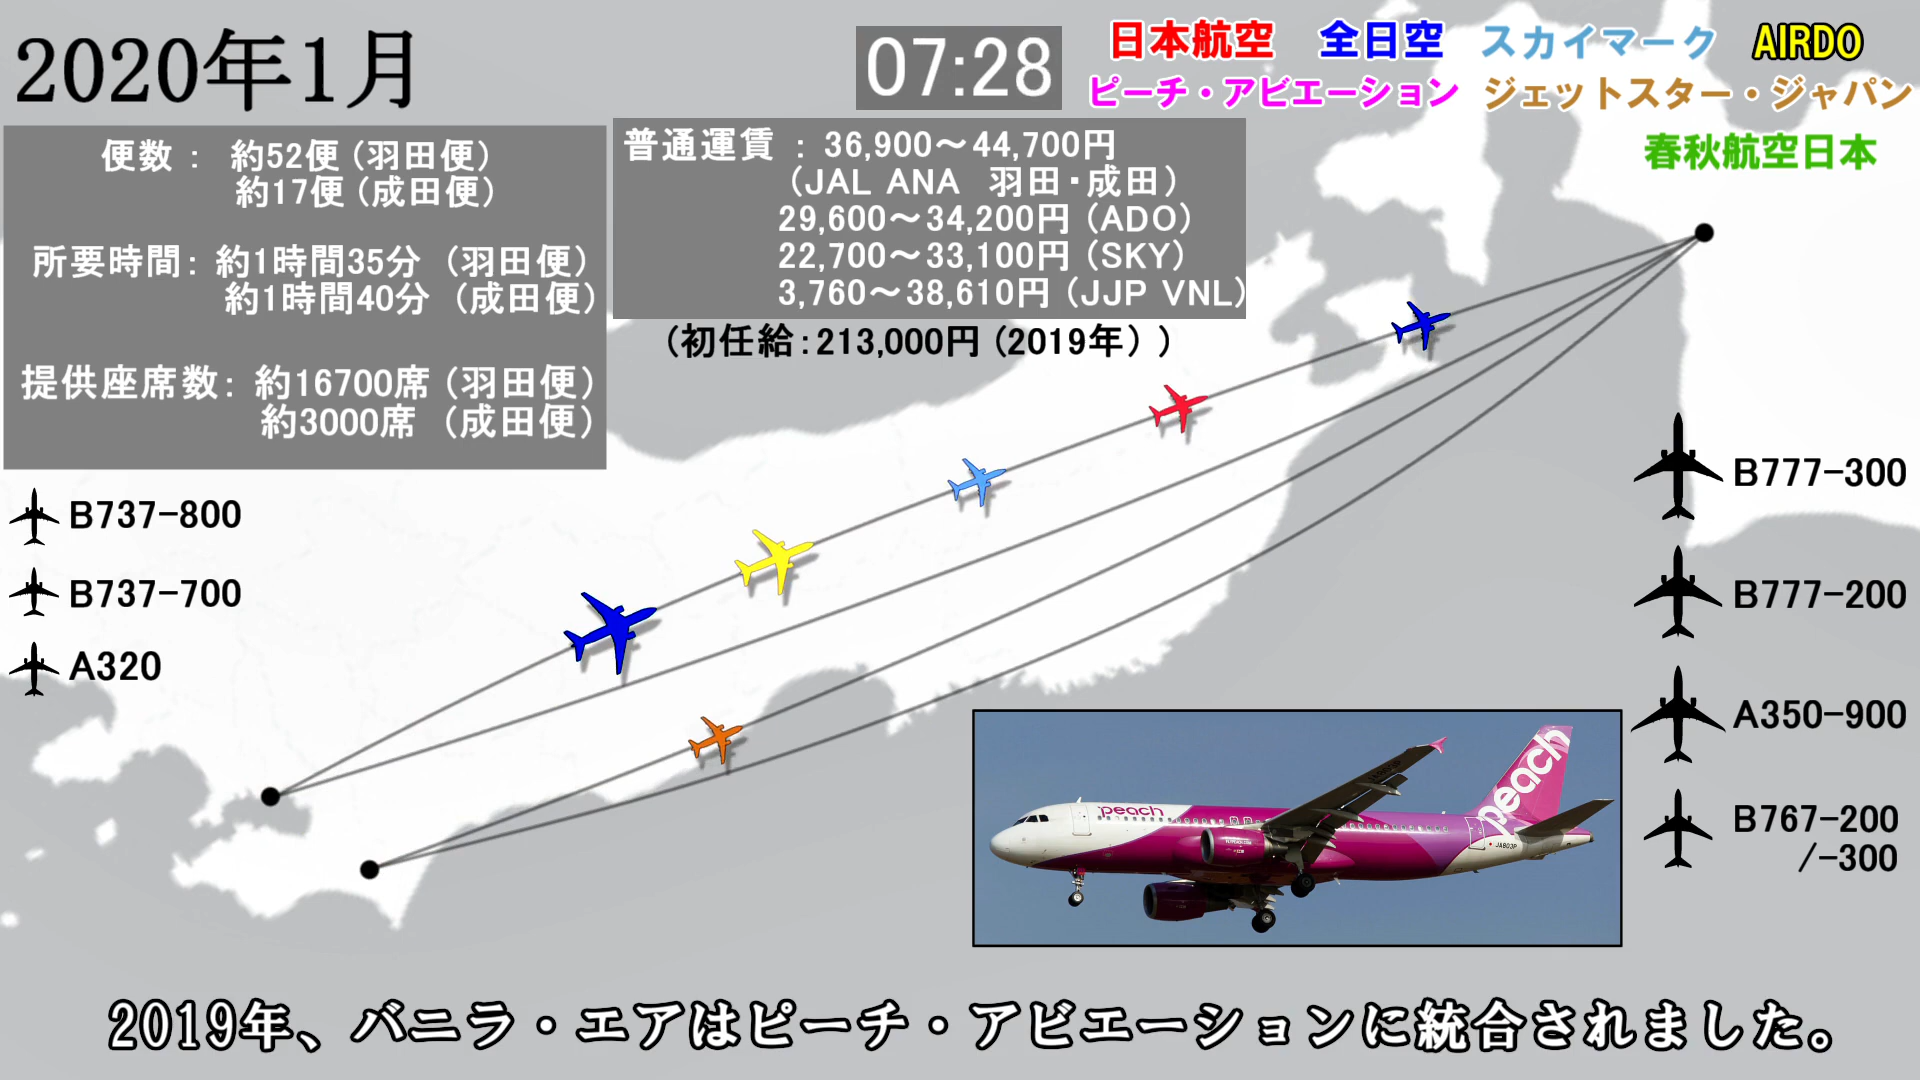 2020年1月
07:28
日本航空 全日空 スカイマーク AIRDO
ピーチ・アビエーション ジェットスター・ジャパン
春秋航空日本
便数 : 約52便 (羽田便)
約17便 (成田便)
所要時間: 約1時間35分 (羽田便)
約1時間40分 (成田便)
提供座席数: 約16700席 (羽田便)
約3000席 (成田便)
普通運賃 : 36,900～44,700円
(JAL ANA 羽田・成田)
29,600～34,200円 (ADO)
22,700～33,100円 (SKY)
3,760～38,610円 (JJP VNL)
(初任給:213,000円 (2019年) )
B737-800
B737-700
A320
B777-300
B777-200
A350-900
B767-200
/-300
peach
peach
JA803P
2019年、バニラ・エアはピーチ・アビエーションに統合されました。